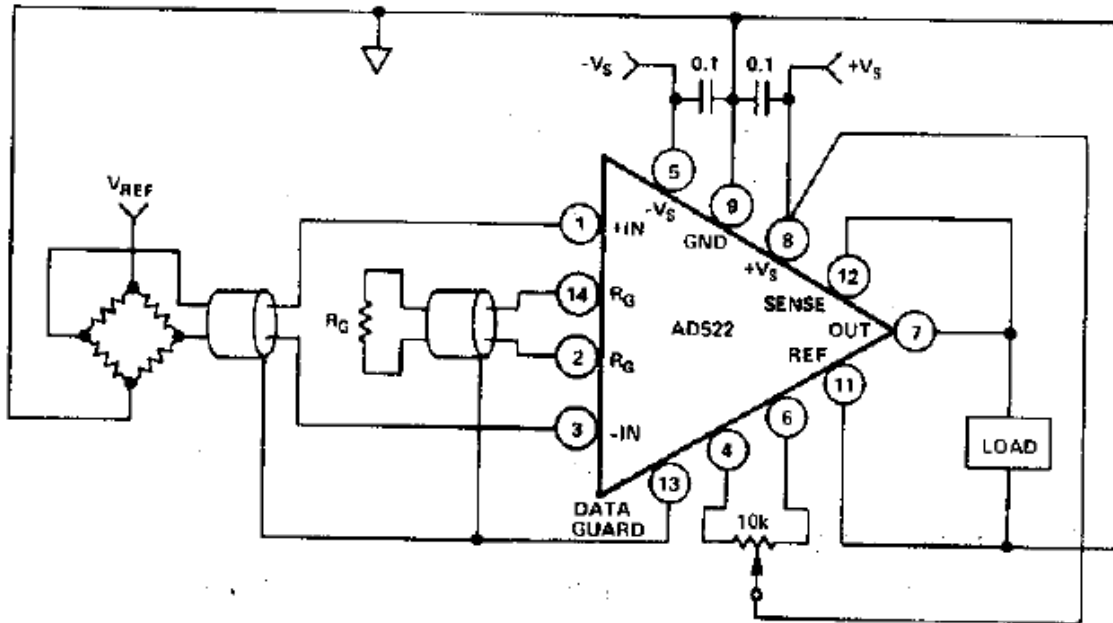 -VS
0.1
0.1
+VS
VREF
5
9
8
1
+IN
-VS
GND
+VS
12
14
RG
SENSE
RG
AD522
OUT
7
2
RG
REF
11
3
-IN
6
4
LOAD
13
DATA
GUARD
10k